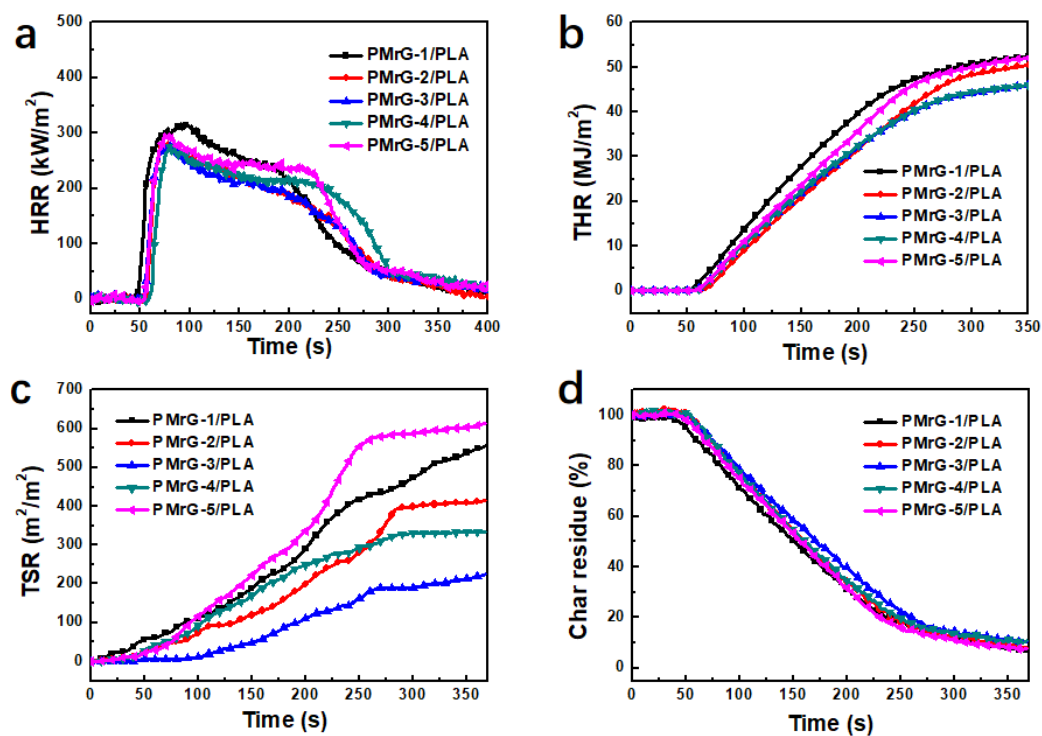 a
HRR (kW/m²)
500
400
300
200
100
0
PMrG-1/PLA
PMrG-2/PLA
PMrG-3/PLA
PMrG-4/PLA
PMrG-5/PLA
0 50 100 150 200 250 300 350 400
Time (s)
b
THR (MJ/m²)
60
50
40
30
20
10
0
PMrG-1/PLA
PMrG-2/PLA
PMrG-3/PLA
PMrG-4/PLA
PMrG-5/PLA
0 50 100 150 200 250 300 350
Time (s)
c
TSR (m²/m²)
700
600
500
400
300
200
100
0
PMrG-1/PLA
PMrG-2/PLA
PMrG-3/PLA
PMrG-4/PLA
PMrG-5/PLA
0 50 100 150 200 250 300 350
Time (s)
d
Char residue (%)
100
80
60
40
20
0
PMrG-1/PLA
PMrG-2/PLA
PMrG-3/PLA
PMrG-4/PLA
PMrG-5/PLA
0 50 100 150 200 250 300 350
Time (s)